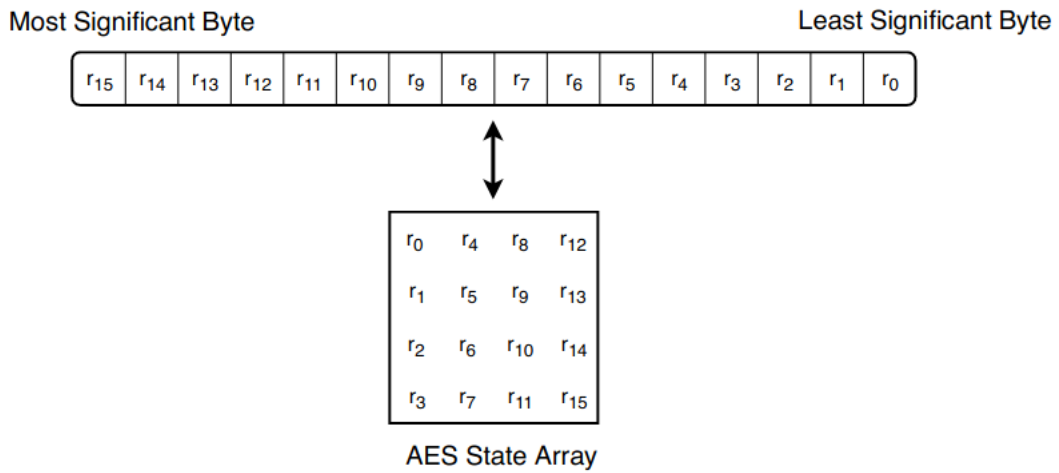 Most Significant Byte Least Significant Byte
r15 r14 r13 r12 r11 r10 r9 r8 r7 r6 r5 r4 r3 r2 r1 r0
r0 r4 r8 r12
r1 r5 r9 r13
r2 r6 r10 r14
r3 r7 r11 r15
AES State Array